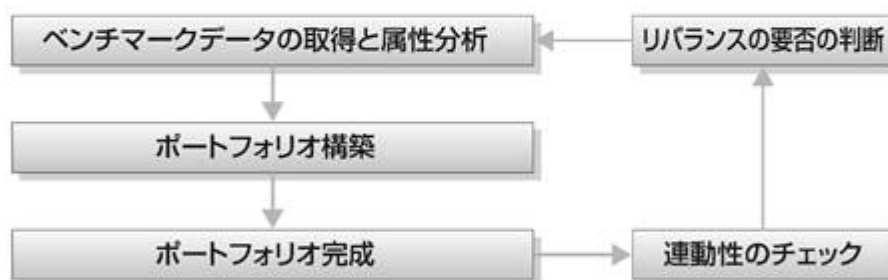 ベンチマークデータの取得と属性分析
リバランスの要否の判断
ポートフォリオ構築
ポートフォリオ完成
連動性のチェック